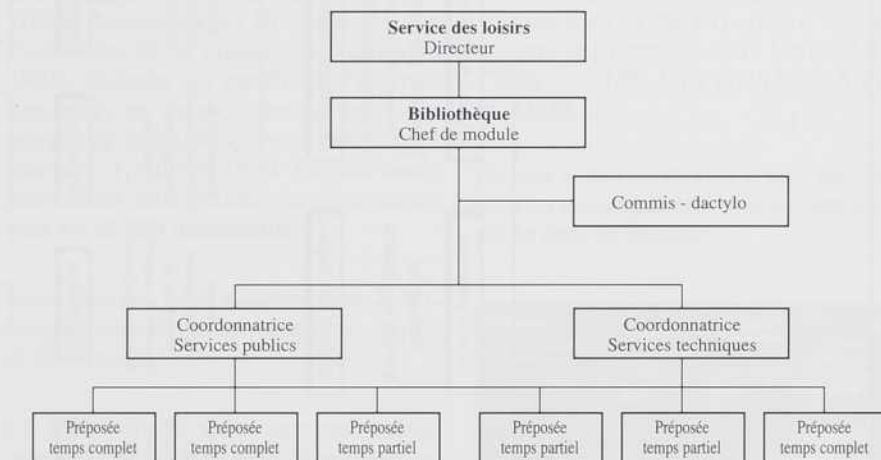 Service des loisirs
Directeur
Bibliothèque
Chef de module
Commis - dactylo
Coordonnatrice
Services publics
Coordonnatrice
Services techniques
Préposée
temps complet
Préposée
temps complet
Préposée
temps partiel
Préposée
temps partiel
Préposée
temps partiel
Préposée
temps complet